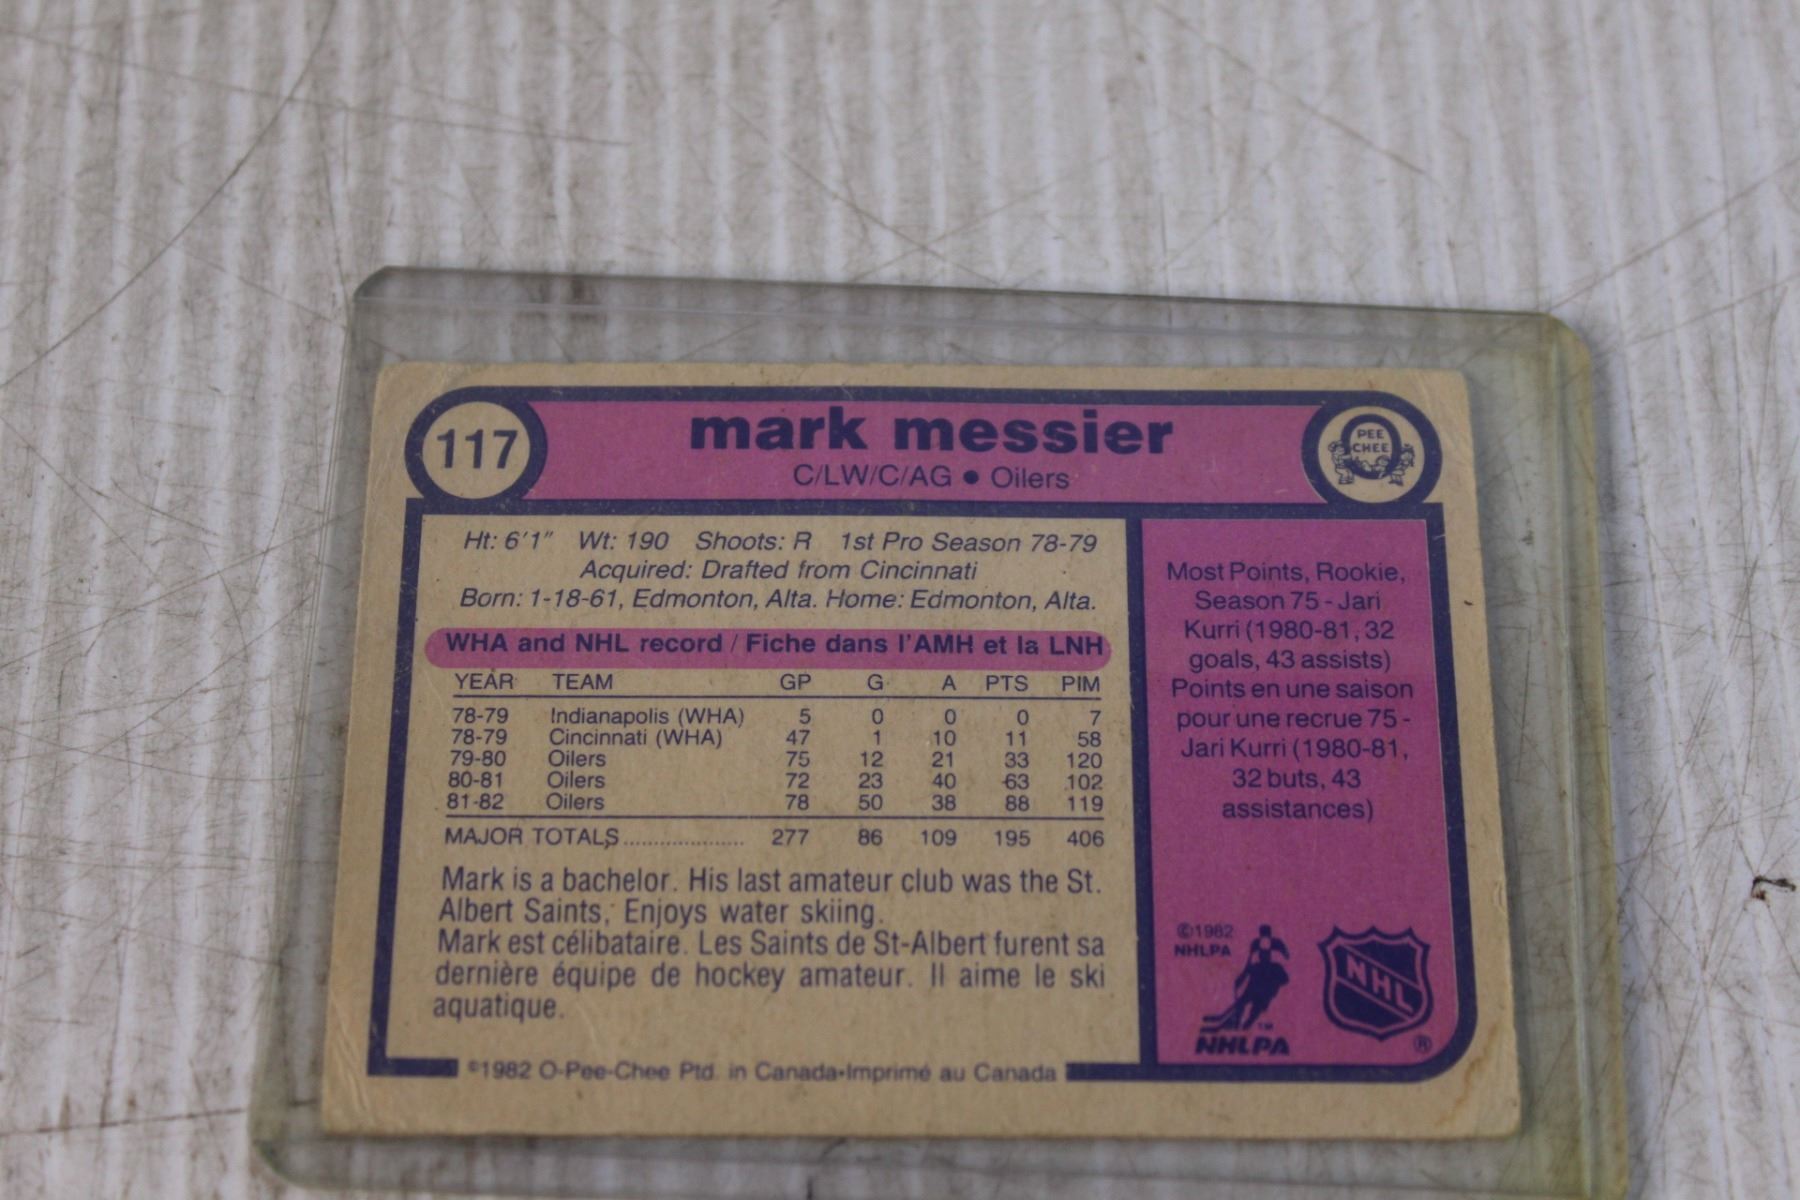 117
mark messier
C/LW/C/AG • Oilers
PEE
CHEE
Ht: 6'1" Wt: 190 Shoots: R 1st Pro Season 78-79
Acquired: Drafted from Cincinnati
Born: 1-18-61, Edmonton, Alta. Home: Edmonton, Alta.
WHA and NHL record / Fiche dans l'AMH et la LNH
YEAR TEAM GP G A PTS PIM
78-79 Indianapolis (WHA) 5 0 0 0 7
78-79 Cincinnati (WHA) 47 1 10 11 58
79-80 Oilers 75 12 21 33 120
80-81 Oilers 72 23 40 63 102
81-82 Oilers 78 50 38 88 119
MAJOR TOTALS.................... 277 86 109 195 406
Mark is a bachelor. His last amateur club was the St.
Albert Saints. Enjoys water skiing.
Mark est célibataire. Les Saints de St-Albert furent sa
dernière équipe de hockey amateur. Il aime le ski
aquatique.
©1982 O-Pee-Chee Ptd. in Canada•Imprimé au Canada
Most Points, Rookie,
Season 75 - Jari
Kurri (1980-81, 32
goals, 43 assists)
Points en une saison
pour une recrue 75 -
Jari Kurri (1980-81,
32 buts, 43
assistances)
©1982
NHLPA
TM
NHLPA
NHL
®